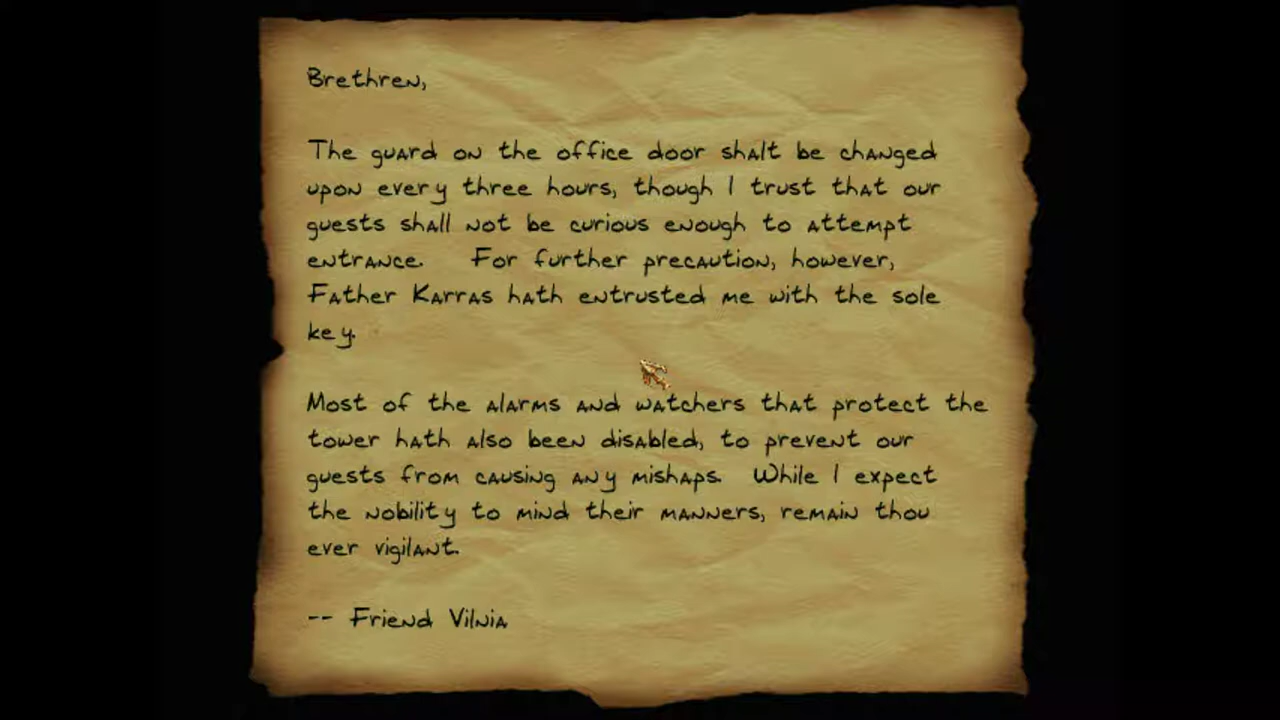 Brethren,
The guard on the office door shalt be changed
upon every three hours, though I trust that our
guests shall not be curious enough to attempt
entrance. For further precaution, however,
Father Karras hath entrusted me with the sole
key.
Most of the alarms and watchers that protect the
tower hath also been disabled, to prevent our
guests from causing any mishaps. While I expect
the nobility to mind their manners, remain thou
ever vigilant.
-- Friend Vilnia